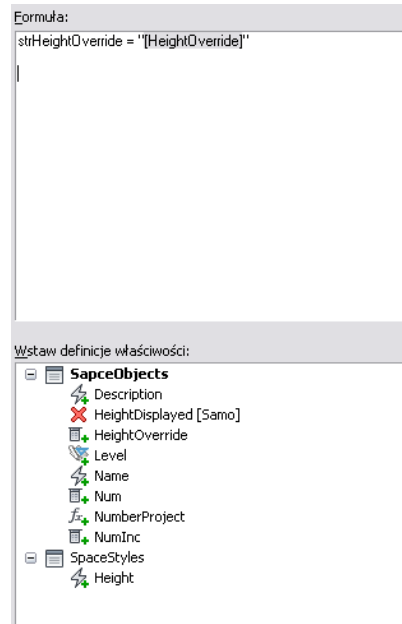 Formuła:
strHeightOverride = "[HeightOverride]"
Wstaw definicje właściwości:
SapceObjects
Description
HeightDisplayed [Samo]
HeightOverride
Level
Name
Num
NumberProject
NumInc
SpaceStyles
Height